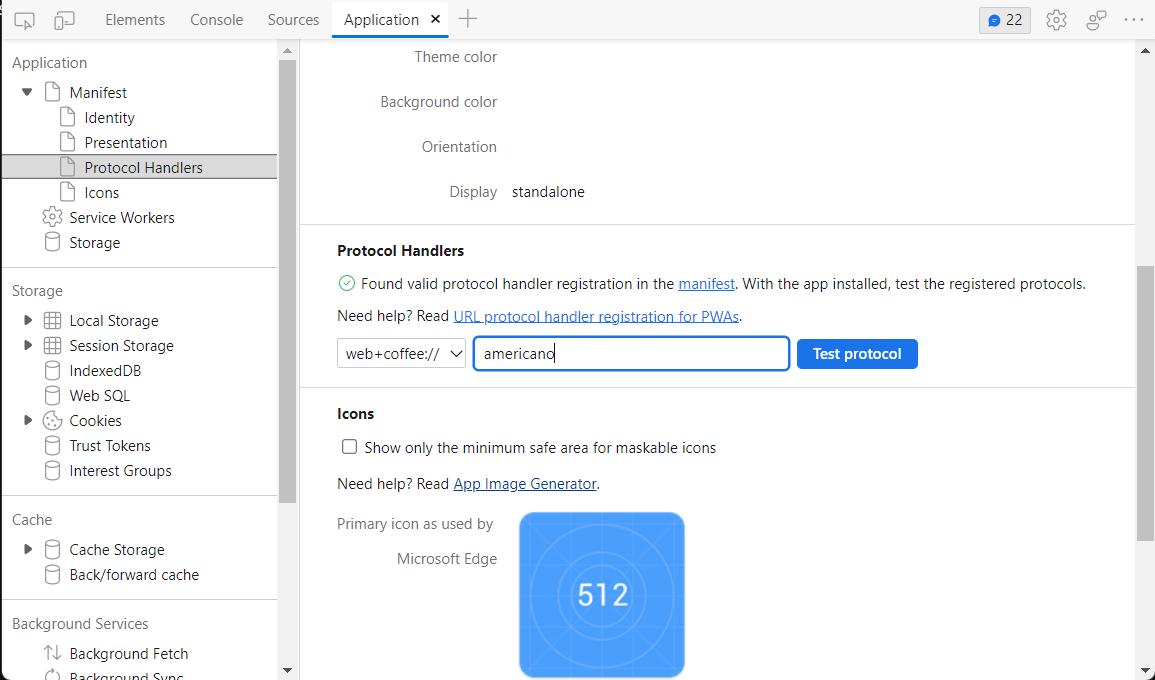 Elements Console Sources Application 22
Application
Manifest
Identity
Presentation
Protocol Handlers
Icons
Service Workers
Storage
Storage
Local Storage
Session Storage
IndexedDB
Web SQL
Cookies
Trust Tokens
Interest Groups
Cache
Cache Storage
Back/forward cache
Background Services
Background Fetch
Background Sync
Theme color
Background color
Orientation
Display standalone
Protocol Handlers
Found valid protocol handler registration in the manifest. With the app installed, test the registered protocols.
Need help? Read URL protocol handler registration for PWAs.
web+coffee:// americano Test protocol
Icons
Show only the minimum safe area for maskable icons
Need help? Read App Image Generator.
Primary icon as used by
Microsoft Edge
512